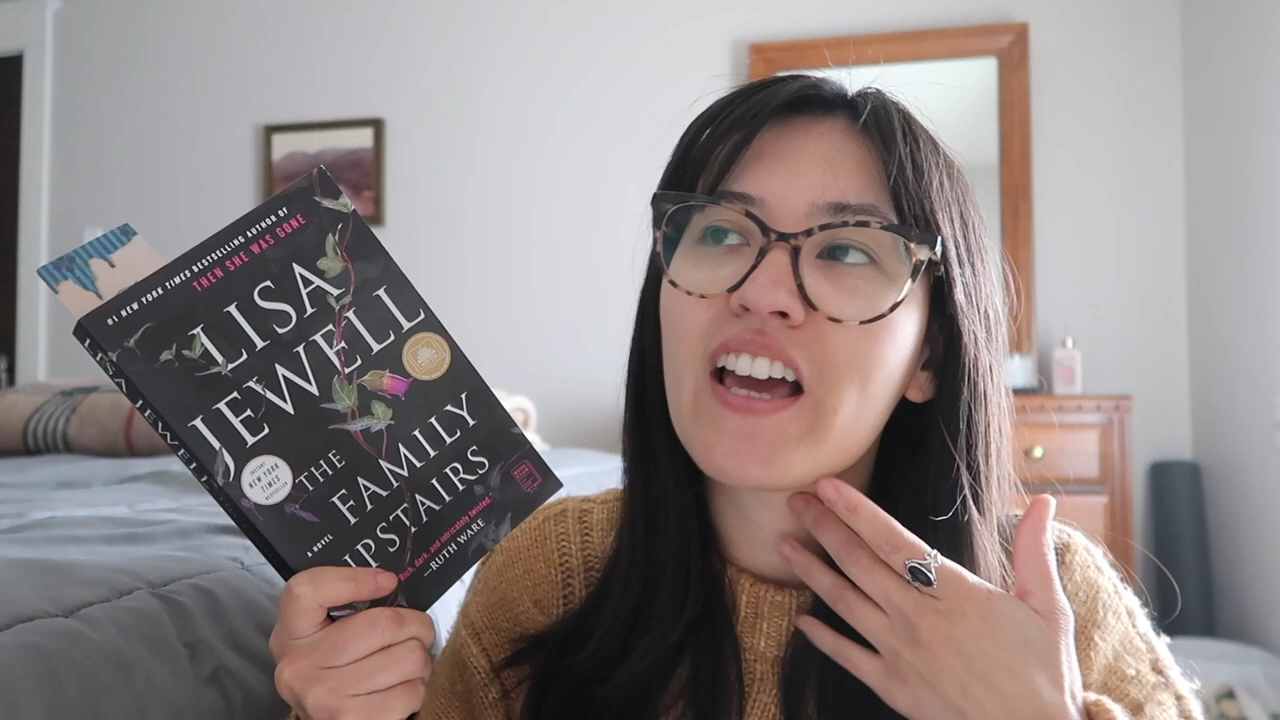 #1 NEW YORK TIMES BESTSELLING AUTHOR OF
THEN SHE WAS GONE
LISA
JEWELL
THE
FAMILY
UPSTAIRS
A NOVEL
INSTANT
NEW YORK
TIMES
BESTSELLER
"Rich, dark, and intricately twisted."
—RUTH WARE
LISA JEWELL